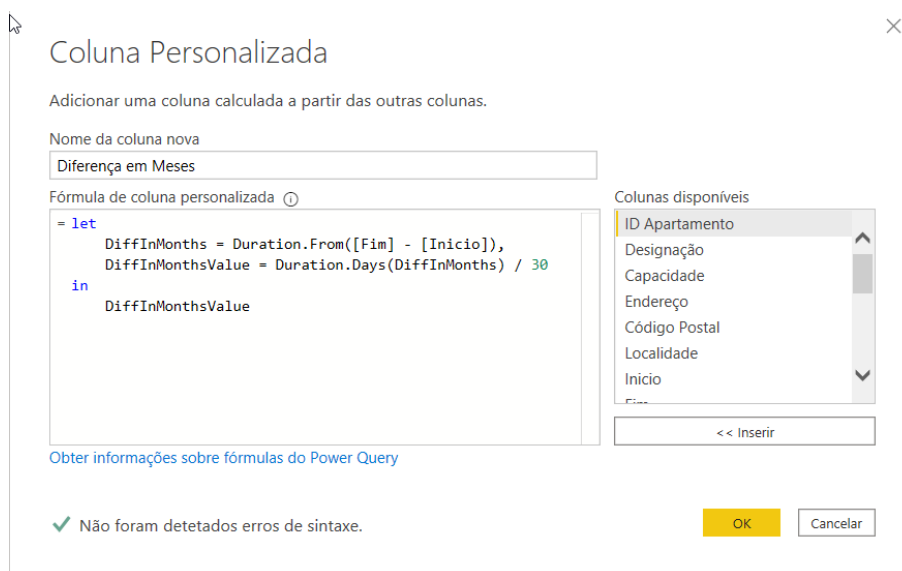 Coluna Personalizada
Adicionar uma coluna calculada a partir das outras colunas.
Nome da coluna nova
Diferença em Meses
Fórmula de coluna personalizada
= let
DiffInMonths = Duration.From([Fim] - [Inicio]),
DiffInMonthsValue = Duration.Days(DiffInMonths) / 30
in
DiffInMonthsValue
Colunas disponíveis
ID Apartamento
Designação
Capacidade
Endereço
Código Postal
Localidade
Inicio
Fim
<< Inserir
Obter informações sobre fórmulas do Power Query
Não foram detetados erros de sintaxe.
OK
Cancelar